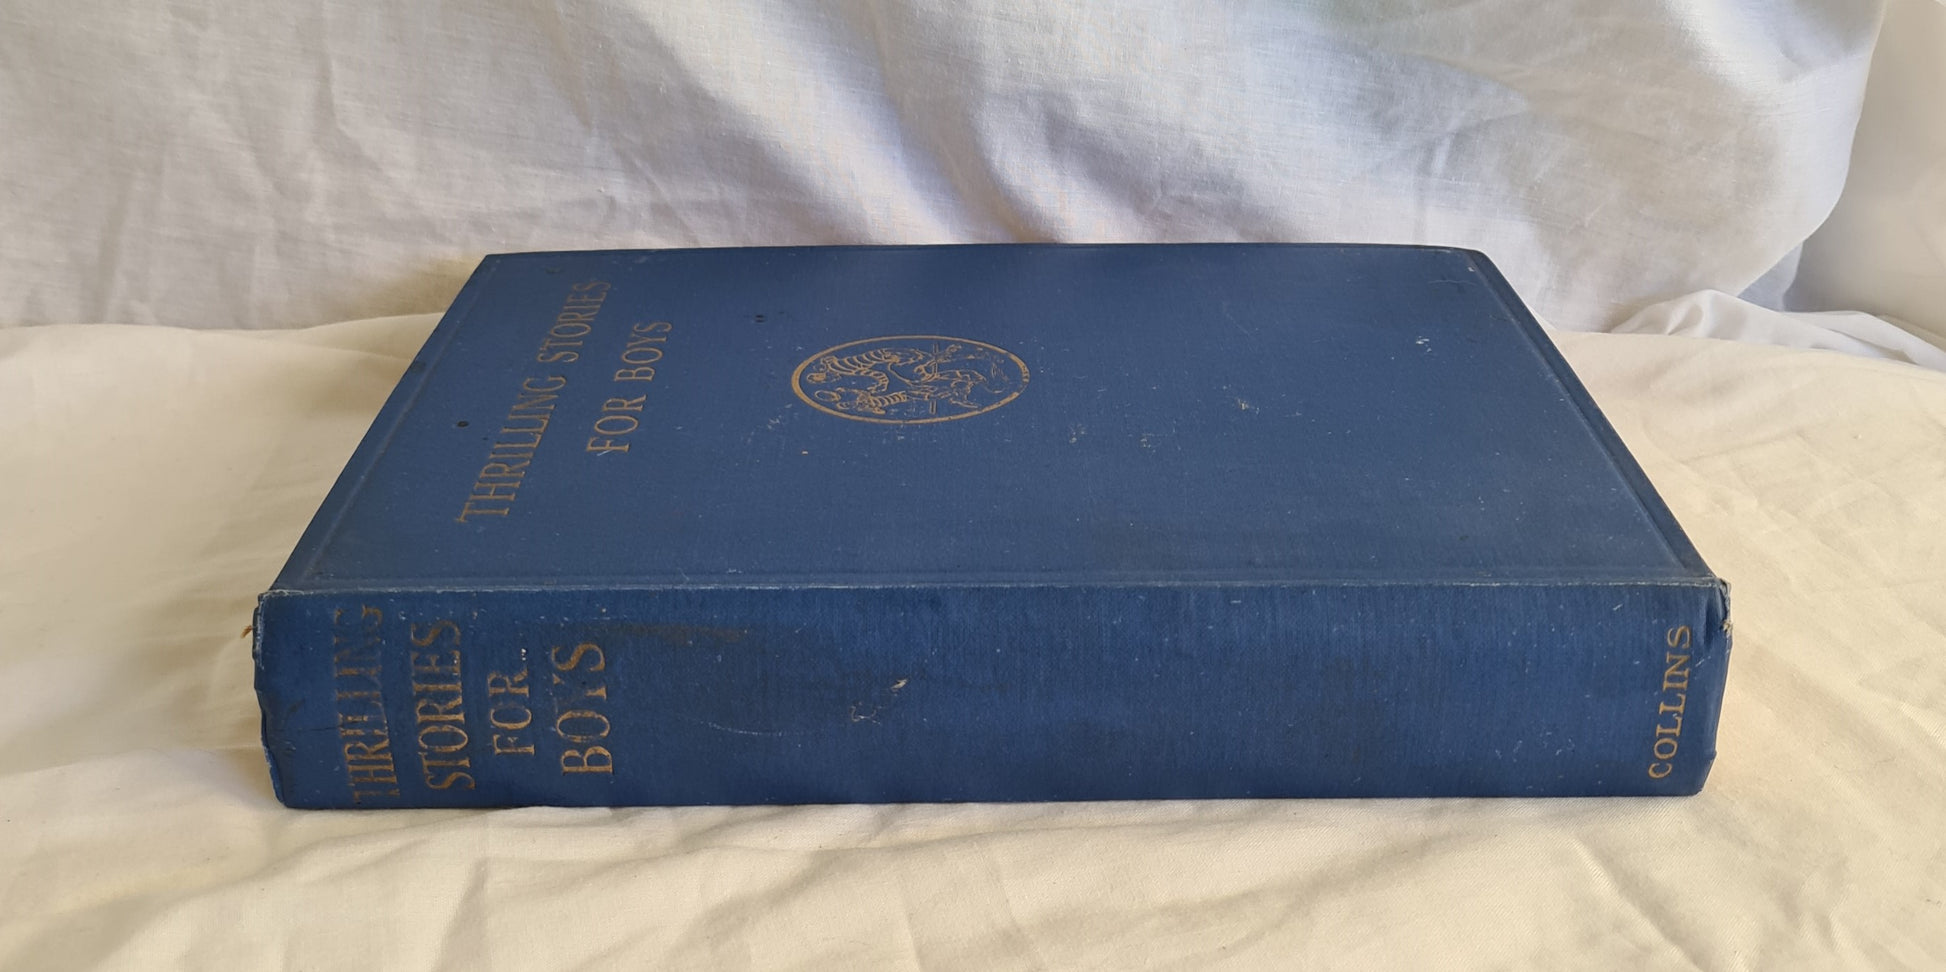 THRILLING STORIES
FOR BOYS
THRILLING
STORIES
FOR
BOYS
COLLINS